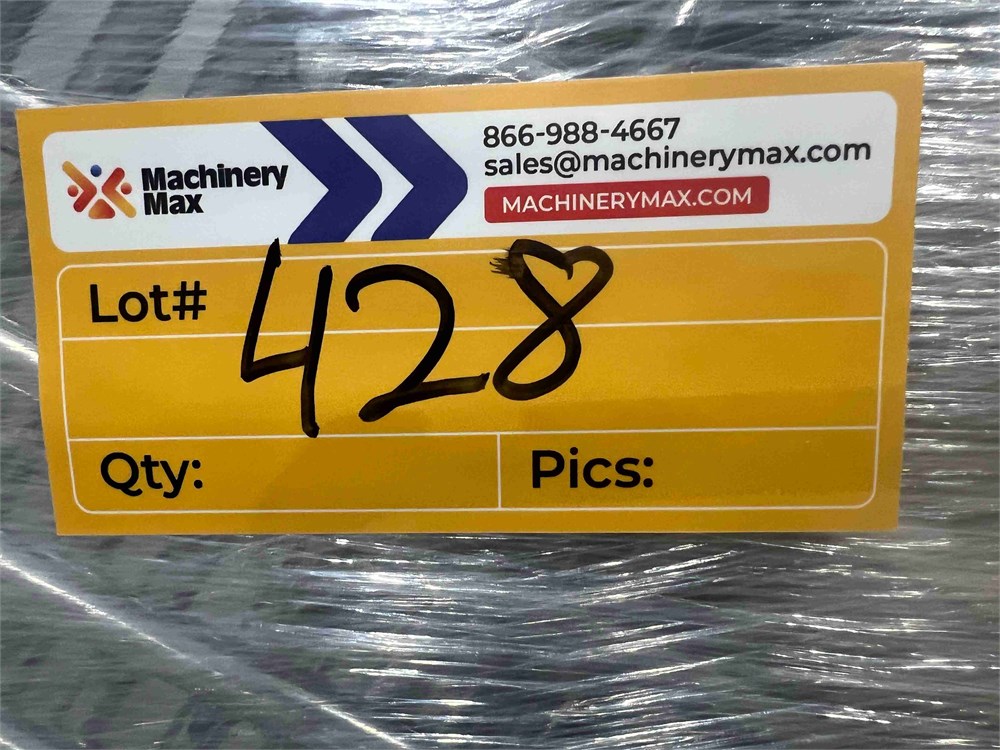 Machinery
Max
866-988-4667
sales@machinerymax.com
MACHINERYMAX.COM
Lot# 428
Qty:
Pics: